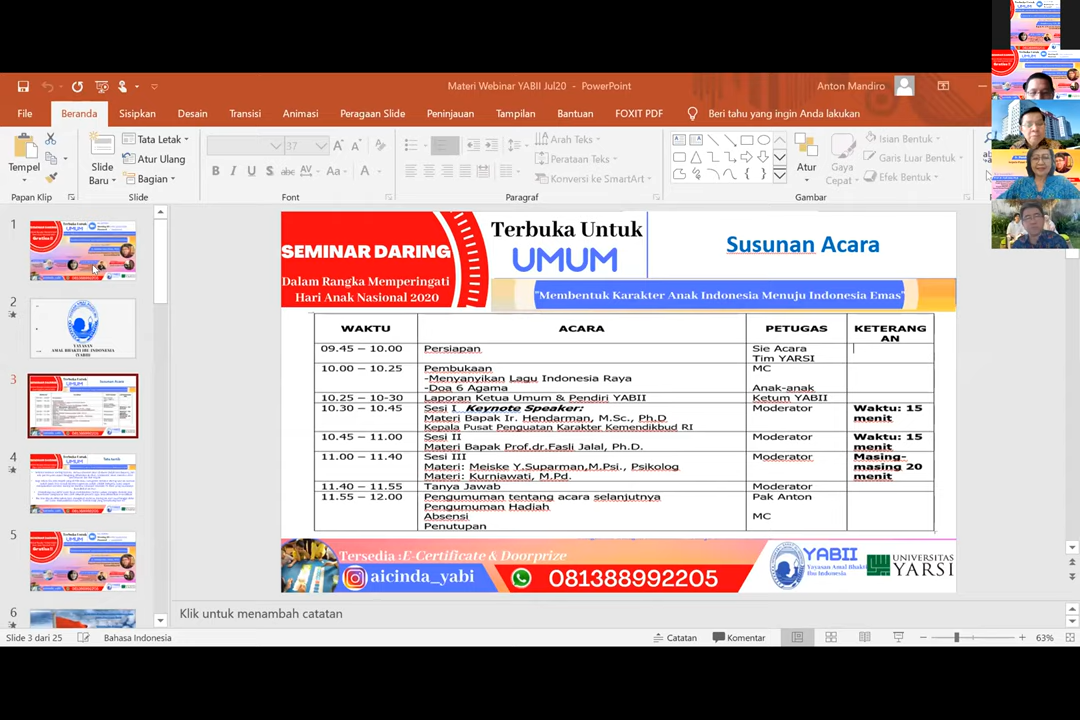 Materi Webinar YABII Jul20 - PowerPoint
Anton Mandiro
File Beranda Sisipkan Desain Transisi Animasi Peragaan Slide Peninjauan Tampilan Bantuan FOXIT PDF Beri tahu yang ingin Anda lakukan
Tempel
Papan Klip
Slide
Baru
Tata Letak
Atur Ulang
Bagian
Slide
37
Font
Arah Teks
Perataan Teks
Konversi ke SmartArt
Paragraf
Atur
Gaya
Cepat
Isian Bentuk
Garis Luar Bentuk
Efek Bentuk
Gambar
1
2
3
4
5
6
SEMINAR DARING
Dalam Rangka Memperingati
Hari Anak Nasional 2020
Terbuka Untuk
UMUM
Susunan Acara
"Membentuk Karakter Anak Indonesia Menuju Indonesia Emas"
WAKTU ACARA PETUGAS KETERANG
AN
09.45 – 10.00 Persiapan Sie Acara
Tim YARSI
10.00 – 10.25 Pembukaan MC
-Menyanyikan Lagu Indonesia Raya
-Doa 6 Agama Anak-anak
10.25 – 10-30 Laporan Ketua Umum & Pendiri YABII Ketum YABII
10.30 – 10.45 Sesi I Keynote Speaker: Moderator Waktu: 15
Materi Bapak Ir. Hendarman, M.Sc., Ph.D menit
Kepala Pusat Penguatan Karakter Kemendikbud RI
10.45 – 11.00 Sesi II Moderator Waktu: 15
Materi Bapak Prof.dr.Fasli Jalal, Ph.D. menit
11.00 – 11.40 Sesi III Moderator Masing-
Materi: Meiske Y.Suparman,M.Psi., Psikolog masing 20
Materi: Kurniawati, M.Pd. menit
11.40 – 11.55 Tanya Jawab Moderator
11.55 – 12.00 Pengumuman tentang acara selanjutnya Pak Anton
Pengumuman Hadiah
Absensi MC
Penutupan
Tersedia :E-Certificate & Doorprize
aicinda_yabi
081388992205
YABII
Yayasan Amal Bhakti
Ibu Indonesia
UNIVERSITAS
YARSI
Klik untuk menambah catatan
Slide 3 dari 25 Bahasa Indonesia Catatan Komentar 63%